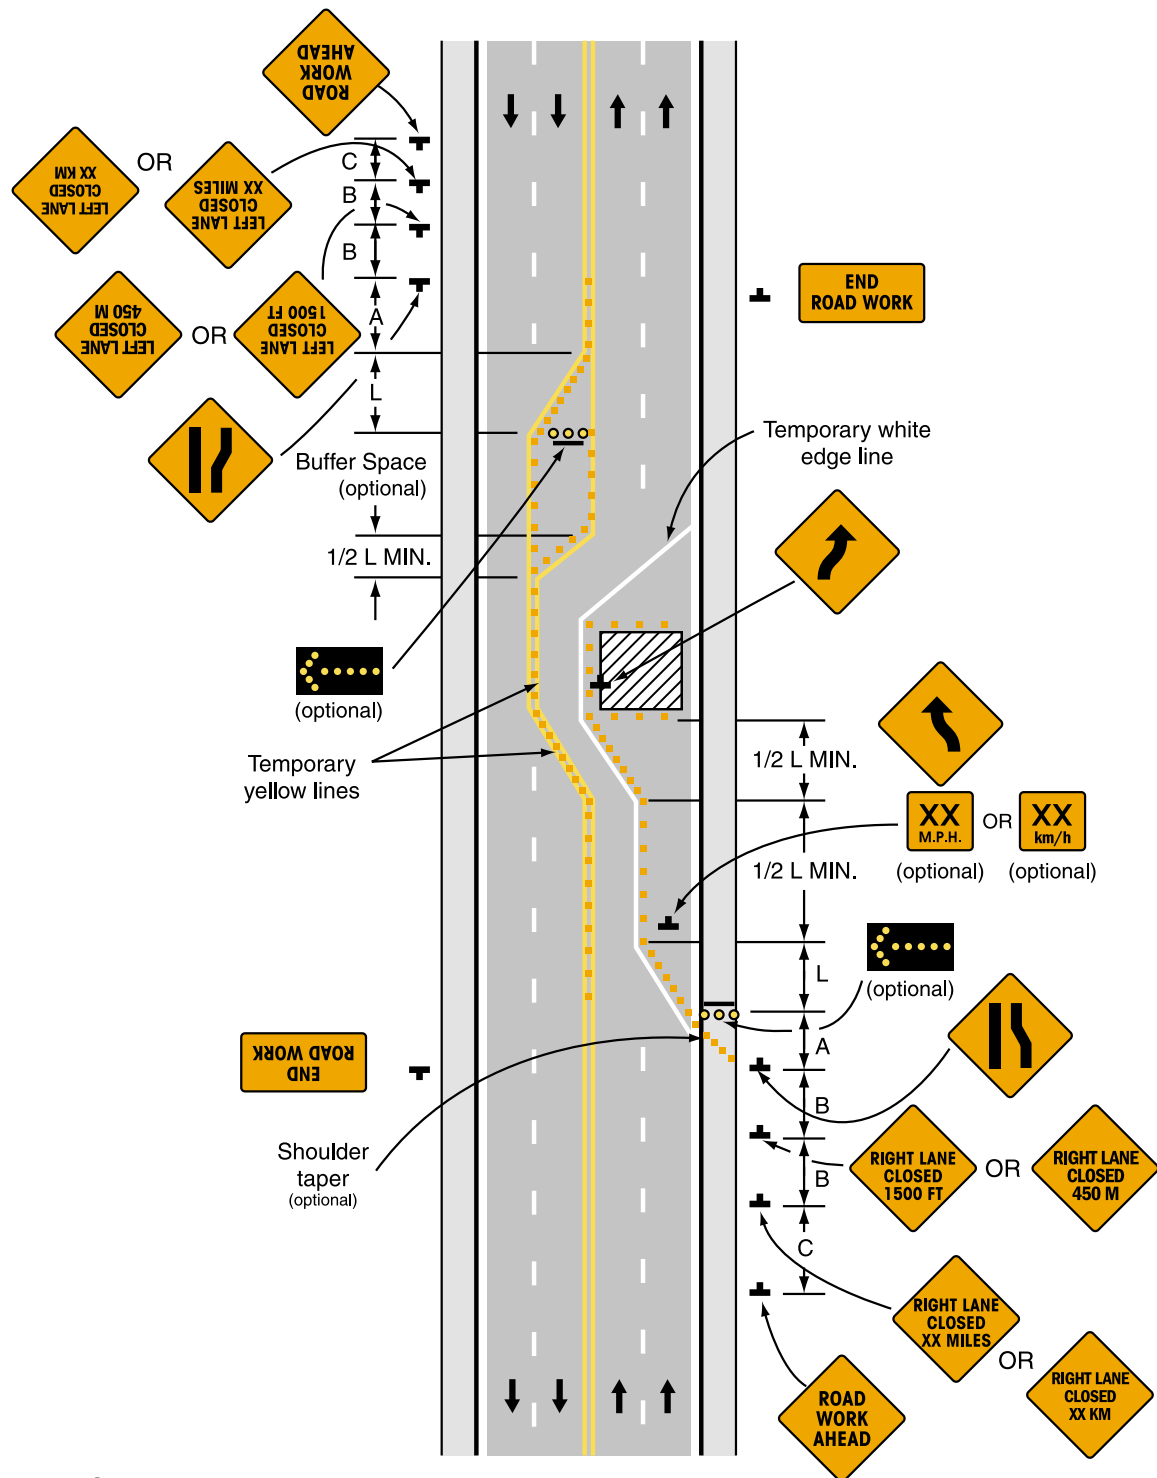 ROAD
WORK
AHEAD
LEFT LANE
CLOSED
XX KM
OR
LEFT LANE
CLOSED
XX MILES
C
B
B
A
L
LEFT LANE
CLOSED
450 M
OR
LEFT LANE
CLOSED
1500 FT
END
ROAD WORK
Buffer Space
(optional)
1/2 L MIN.
Temporary white
edge line
(optional)
Temporary
yellow lines
1/2 L MIN.
XX
M.P.H.
OR
XX
km/h
(optional)
(optional)
1/2 L MIN.
(optional)
L
A
B
B
C
END
ROAD WORK
Shoulder
taper
(optional)
RIGHT LANE
CLOSED
1500 FT
OR
RIGHT LANE
CLOSED
450 M
RIGHT LANE
CLOSED
XX MILES
OR
RIGHT LANE
CLOSED
XX KM
ROAD
WORK
AHEAD